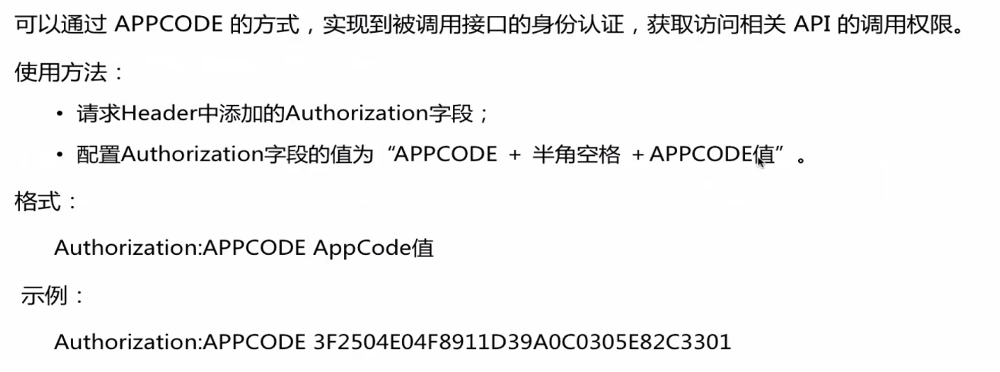 可以通过 APPCODE 的方式，实现到被调用接口的身份认证，获取访问相关 API 的调用权限。
使用方法：
• 请求Header中添加的Authorization字段；
• 配置Authorization字段的值为“APPCODE + 半角空格 +APPCODE值”。
格式：
Authorization:APPCODE AppCode值
示例：
Authorization:APPCODE 3F2504E04F8911D39A0C0305E82C3301